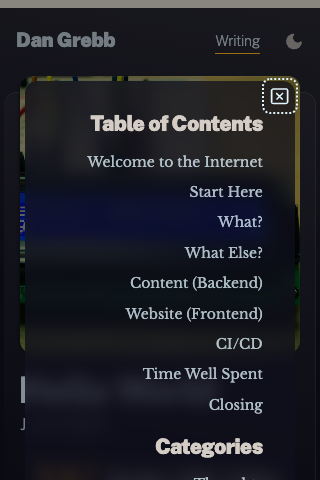 Dan Grebb
Writing
Table of Contents
Welcome to the Internet
Start Here
What?
What Else?
Content (Backend)
Website (Frontend)
CI/CD
Time Well Spent
Closing
Categories